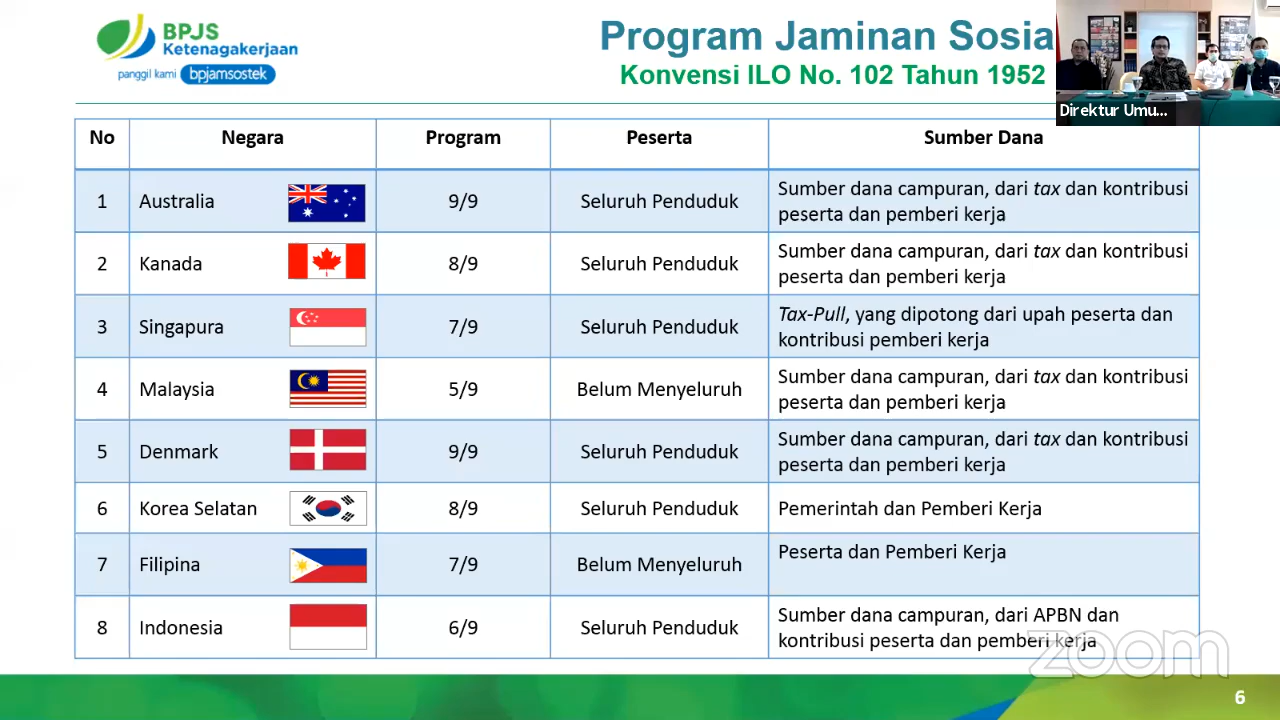 BPJS
Ketenagakerjaan
panggil kami bpjamsostek
Program Jaminan Sosia
Konvensi ILO No. 102 Tahun 1952
Direktur Umu...
No Negara Program Peserta Sumber Dana
1 Australia 9/9 Seluruh Penduduk Sumber dana campuran, dari tax dan kontribusi
peserta dan pemberi kerja
2 Kanada 8/9 Seluruh Penduduk Sumber dana campuran, dari tax dan kontribusi
peserta dan pemberi kerja
3 Singapura 7/9 Seluruh Penduduk Tax-Pull, yang dipotong dari upah peserta dan
kontribusi pemberi kerja
4 Malaysia 5/9 Belum Menyeluruh Sumber dana campuran, dari tax dan kontribusi
peserta dan pemberi kerja
5 Denmark 9/9 Seluruh Penduduk Sumber dana campuran, dari tax dan kontribusi
peserta dan pemberi kerja
6 Korea Selatan 8/9 Seluruh Penduduk Pemerintah dan Pemberi Kerja
7 Filipina 7/9 Belum Menyeluruh Peserta dan Pemberi Kerja
8 Indonesia 6/9 Seluruh Penduduk Sumber dana campuran, dari APBN dan
kontribusi peserta dan pemberi kerja
zoom
6